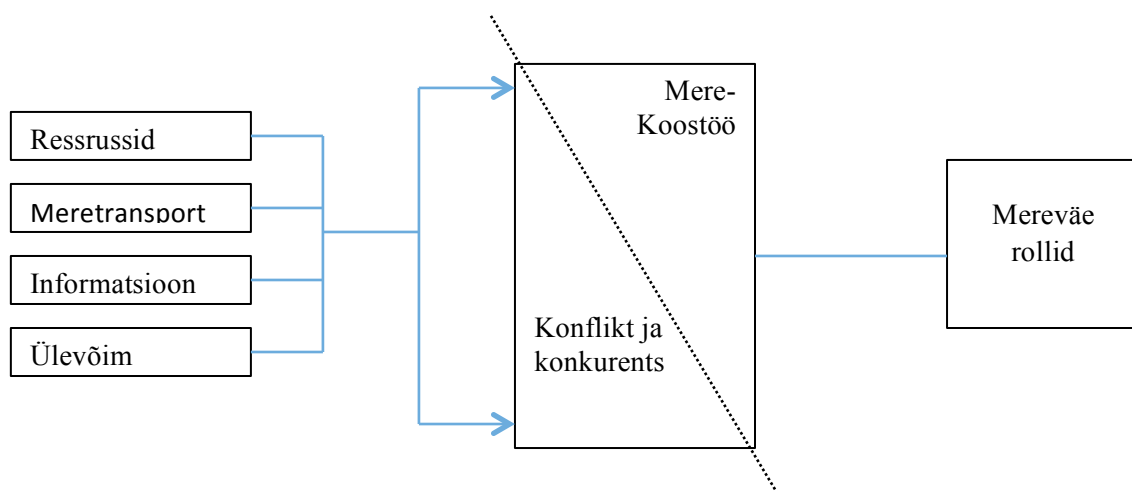 Ressrussid
Meretransport
Informatsioon
Ülevõim
Mere-
Koostöö
Konflikt ja
konkurents
Mereväe
rollid